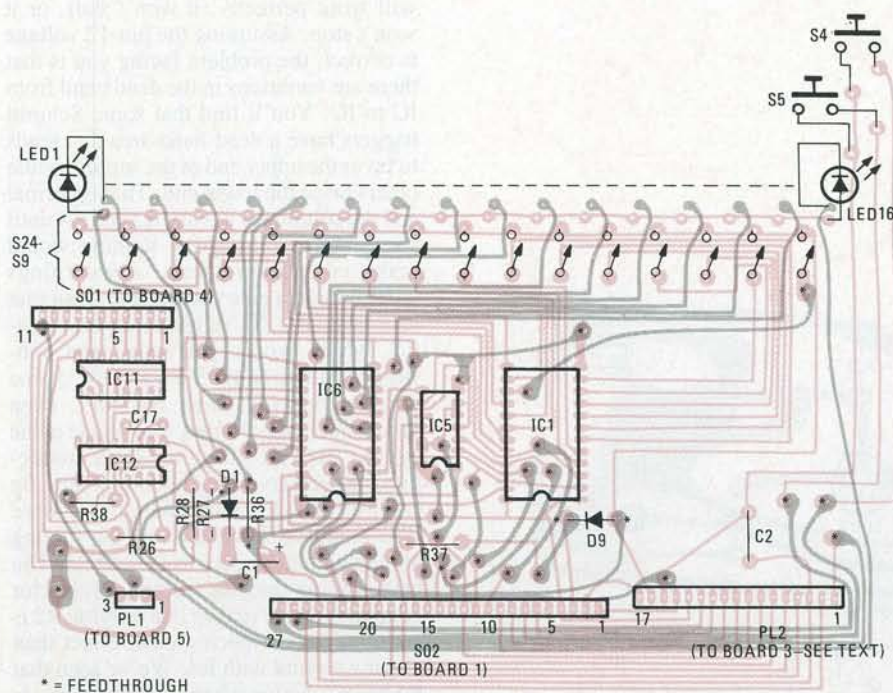 S4
S5
LED1
LED16
S24-
S9
S01 (TO BOARD 4)
11
5
1
IC11
C17
IC12
IC6
IC5
IC1
R38
R26
R28
R27
D1
R36
C1
+
R37
D9
C2
3
1
PL1
(TO BOARD 5)
27
20
15
10
5
1
S02
(TO BOARD 1)
17
1
PL2
(TO BOARD 3–SEE TEXT)
* = FEEDTHROUGH